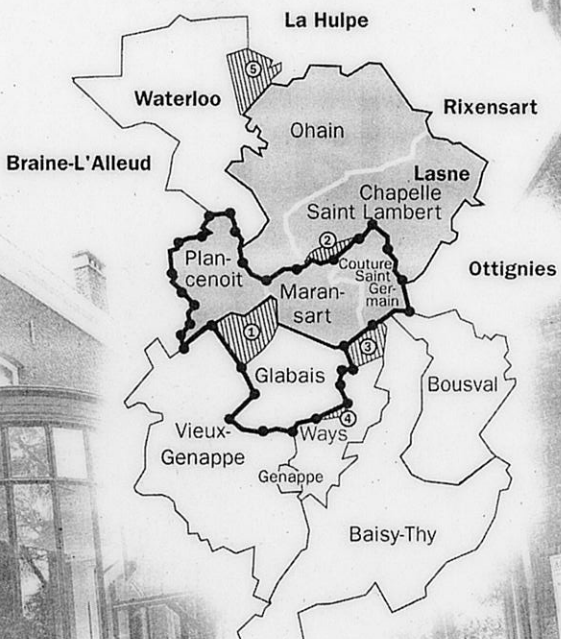 La Hulpe
⑤
Waterloo
Rixensart
Ohain
Braine-L'Alleud
Lasne
Chapelle
Saint Lambert
②
Plan-
cenoit
Couture
Saint
Ger-
main
Ottignies
Maran-
sart
①
③
Glabais
Bousval
④
Vieux-
Genappe
Ways
Genappe
Baisy-Thy